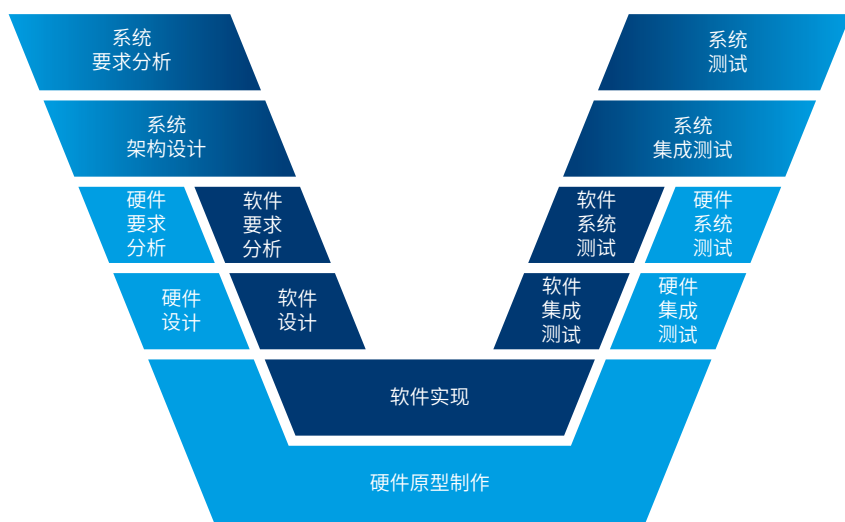 系统
要求分析
系统
测试
系统
架构设计
系统
集成测试
硬件
要求
分析
软件
要求
分析
软件
系统
测试
硬件
系统
测试
硬件
设计
软件
设计
软件
集成
测试
硬件
集成
测试
软件实现
硬件原型制作